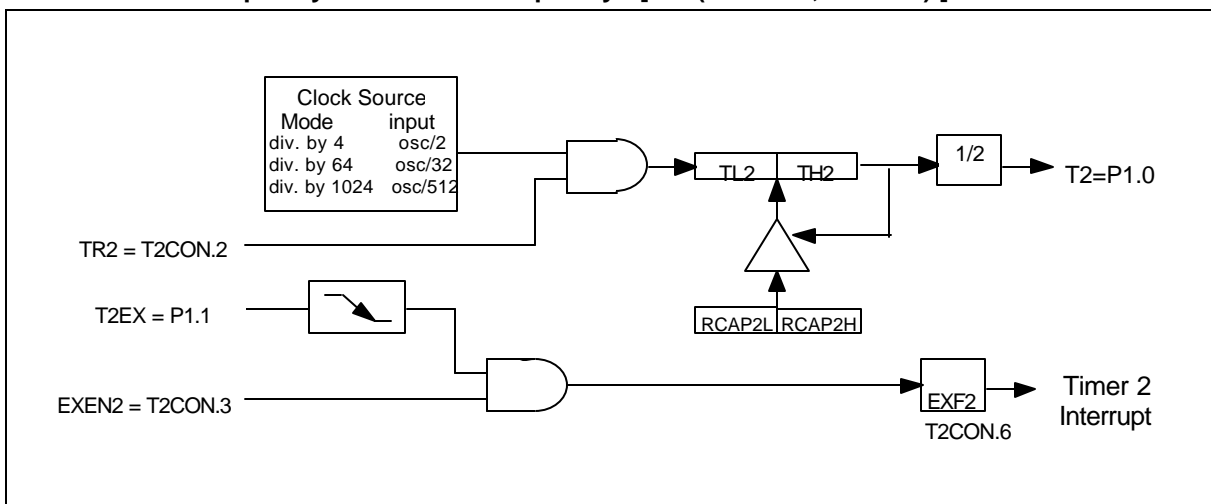 Clock Source
Mode input
div. by 4 osc/2
div. by 64 osc/32
div. by 1024 osc/512
TL2 TH2
1/2
T2=P1.0
TR2 = T2CON.2
T2EX = P1.1
RCAP2L RCAP2H
EXEN2 = T2CON.3
EXF2
T2CON.6
Timer 2
Interrupt